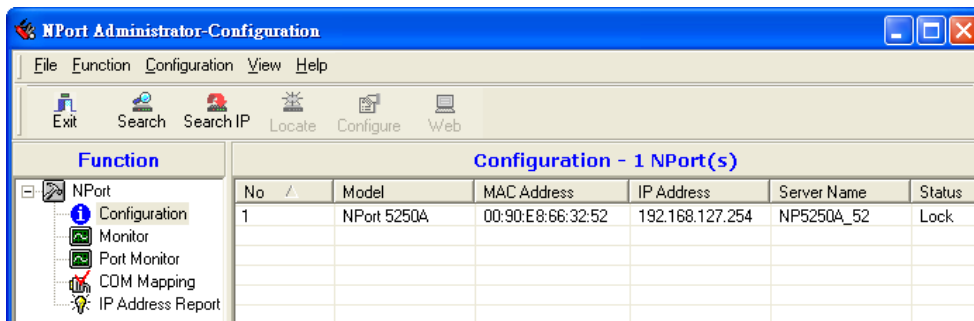 NPort Administrator-Configuration
File Function Configuration View Help
Exit Search Search IP Locate Configure Web
Function
Configuration - 1 NPort(s)
NPort
Configuration
Monitor
Port Monitor
COM Mapping
IP Address Report
No Model MAC Address IP Address Server Name Status
1 NPort 5250A 00:90:E8:66:32:52 192.168.127.254 NP5250A_52 Lock